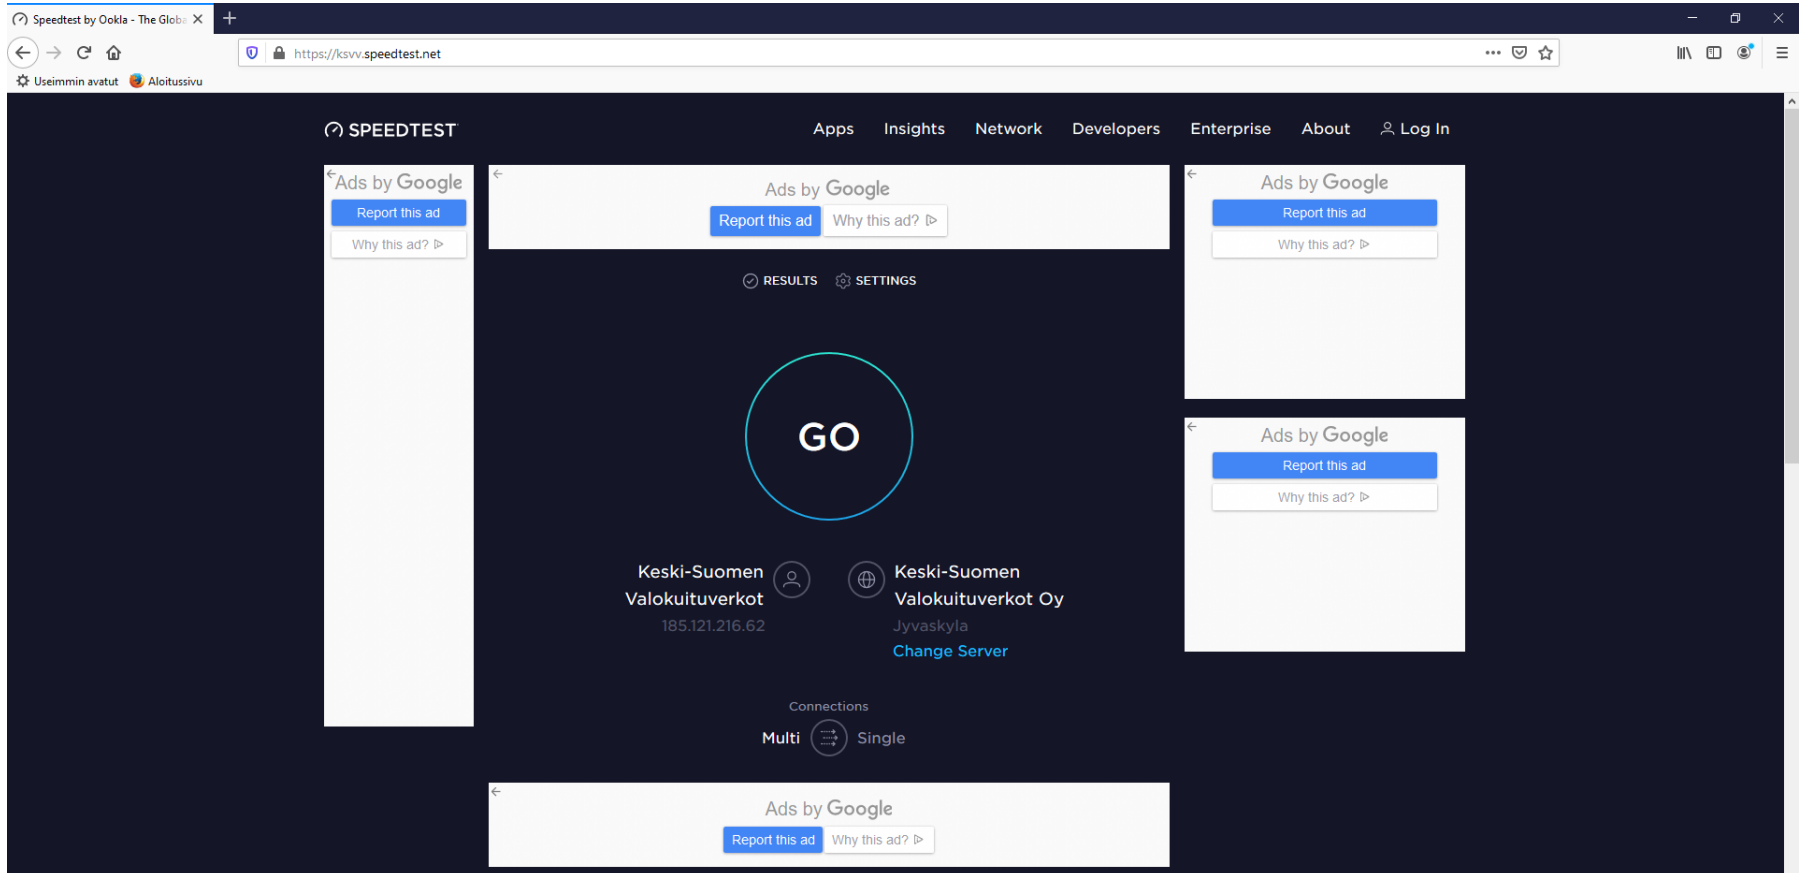 Speedtest by Ookla - The Globa
https://ksvv.speedtest.net
Useimmin avatut Aloitussivu
SPEEDTEST
Apps Insights Network Developers Enterprise About Log In
Ads by Google
Report this ad
Why this ad?
Ads by Google
Report this ad Why this ad?
Ads by Google
Report this ad
Why this ad?
RESULTS SETTINGS
GO
Ads by Google
Report this ad
Why this ad?
Keski-Suomen
Valokuituverkot
185.121.216.62
Keski-Suomen
Valokuituverkot Oy
Jyvaskyla
Change Server
Connections
Multi Single
Ads by Google
Report this ad Why this ad?